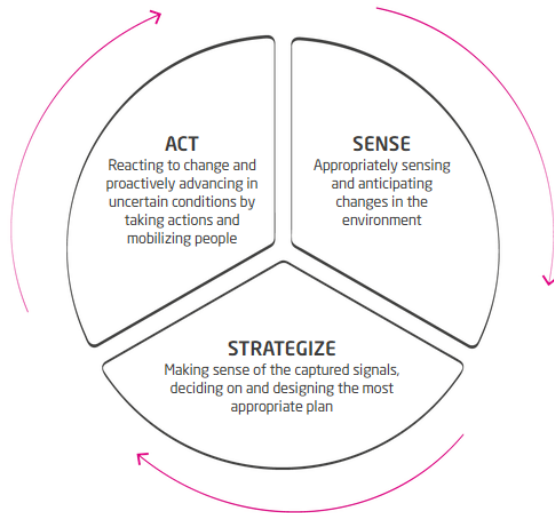 ACT
Reacting to change and
proactively advancing in
uncertain conditions by
taking actions and
mobilizing people
SENSE
Appropriately sensing
and anticipating
changes in the
environment
STRATEGIZE
Making sense of the captured signals,
deciding on and designing the most
appropriate plan